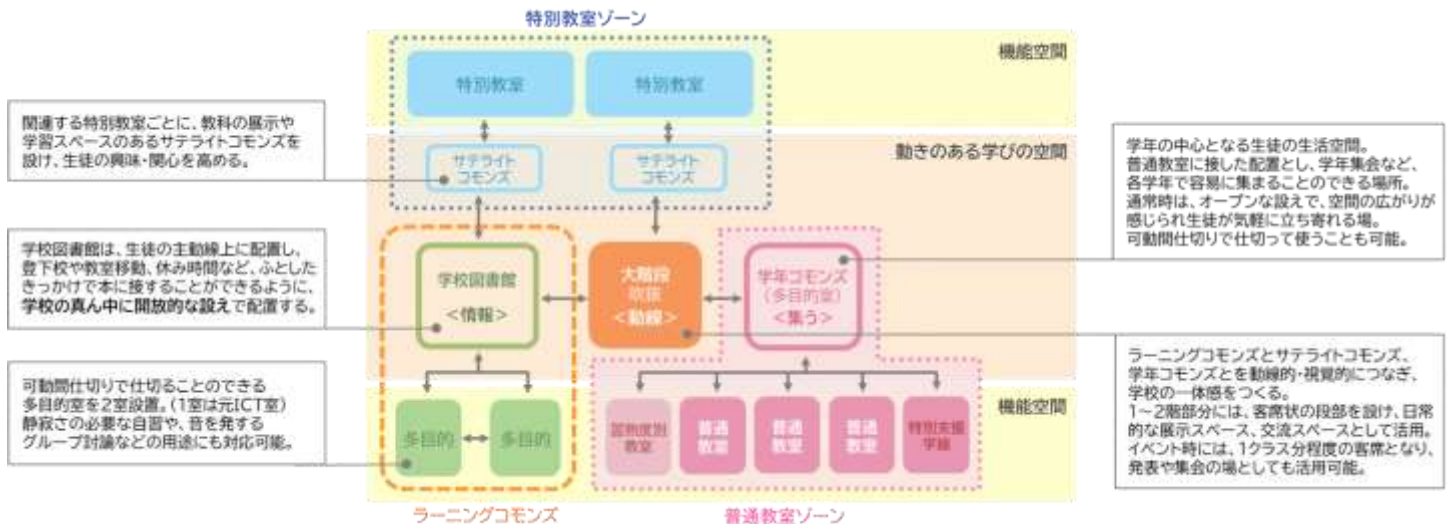 特別教室ゾーン
機能空間
特別教室
特別教室
関連する特別教室ごとに、教科の展示や
学習スペースのあるサテライトコモンズを
設け、生徒の興味・関心を高める。
動きのある学びの空間
サテライト
コモンズ
サテライト
コモンズ
学年の中心となる生徒の生活空間。
普通教室に接した配置とし、学年集会など、
各学年で容易に集まることのできる場所。
通常時は、オープンな設えで、空間の広がりが
感じられ生徒が気軽に立ち寄れる場。
可動間仕切りで仕切って使うことも可能。
学校図書館は、生徒の主動線上に配置し、
登下校や教室移動、休み時間など、ふとした
きっかけで本に接することができるように、
学校の真ん中に開放的な設えで配置する。
学校図書館
<情報>
大階段
吹抜
<動線>
学年コモンズ
(多目的室)
<集う>
可動間仕切りで仕切ることのできる
多目的室を2室設置。(1室は元ICT室)
静寂さの必要な自習や、音を発する
グループ討論などの用途にも対応可能。
ラーニングコモンズとサテライトコモンズ、
学年コモンズとを動線的・視覚的につなぎ、
学校の一体感をつくる。
1～2階部分には、客席状の段部を設け、日常
的な展示スペース、交流スペースとして活用。
イベント時には、1クラス分程度の客席となり、
発表や集会の場としても活用可能。
機能空間
多目的
多目的
習熟度別
教室
普通
教室
普通
教室
普通
教室
特別支援
学級
ラーニングコモンズ
普通教室ゾーン